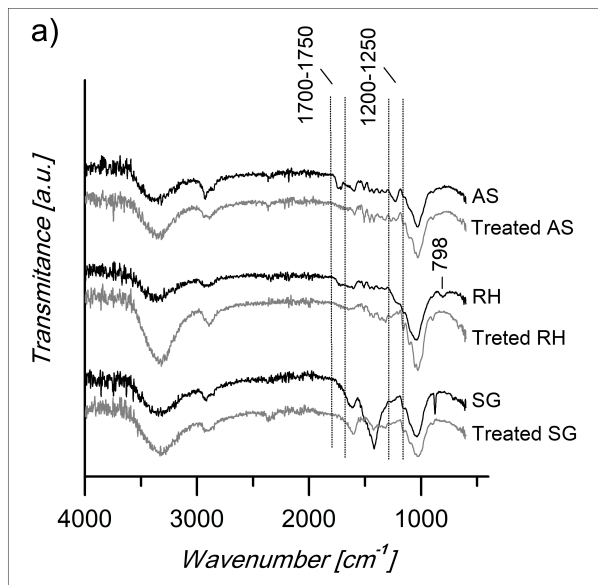 a)
1700-1750
1200-1250
Transmitance [a.u.]
AS
Treated AS
798
RH
Treted RH
SG
Treated SG
4000
3000
2000
1000
Wavenumber [cm-1]